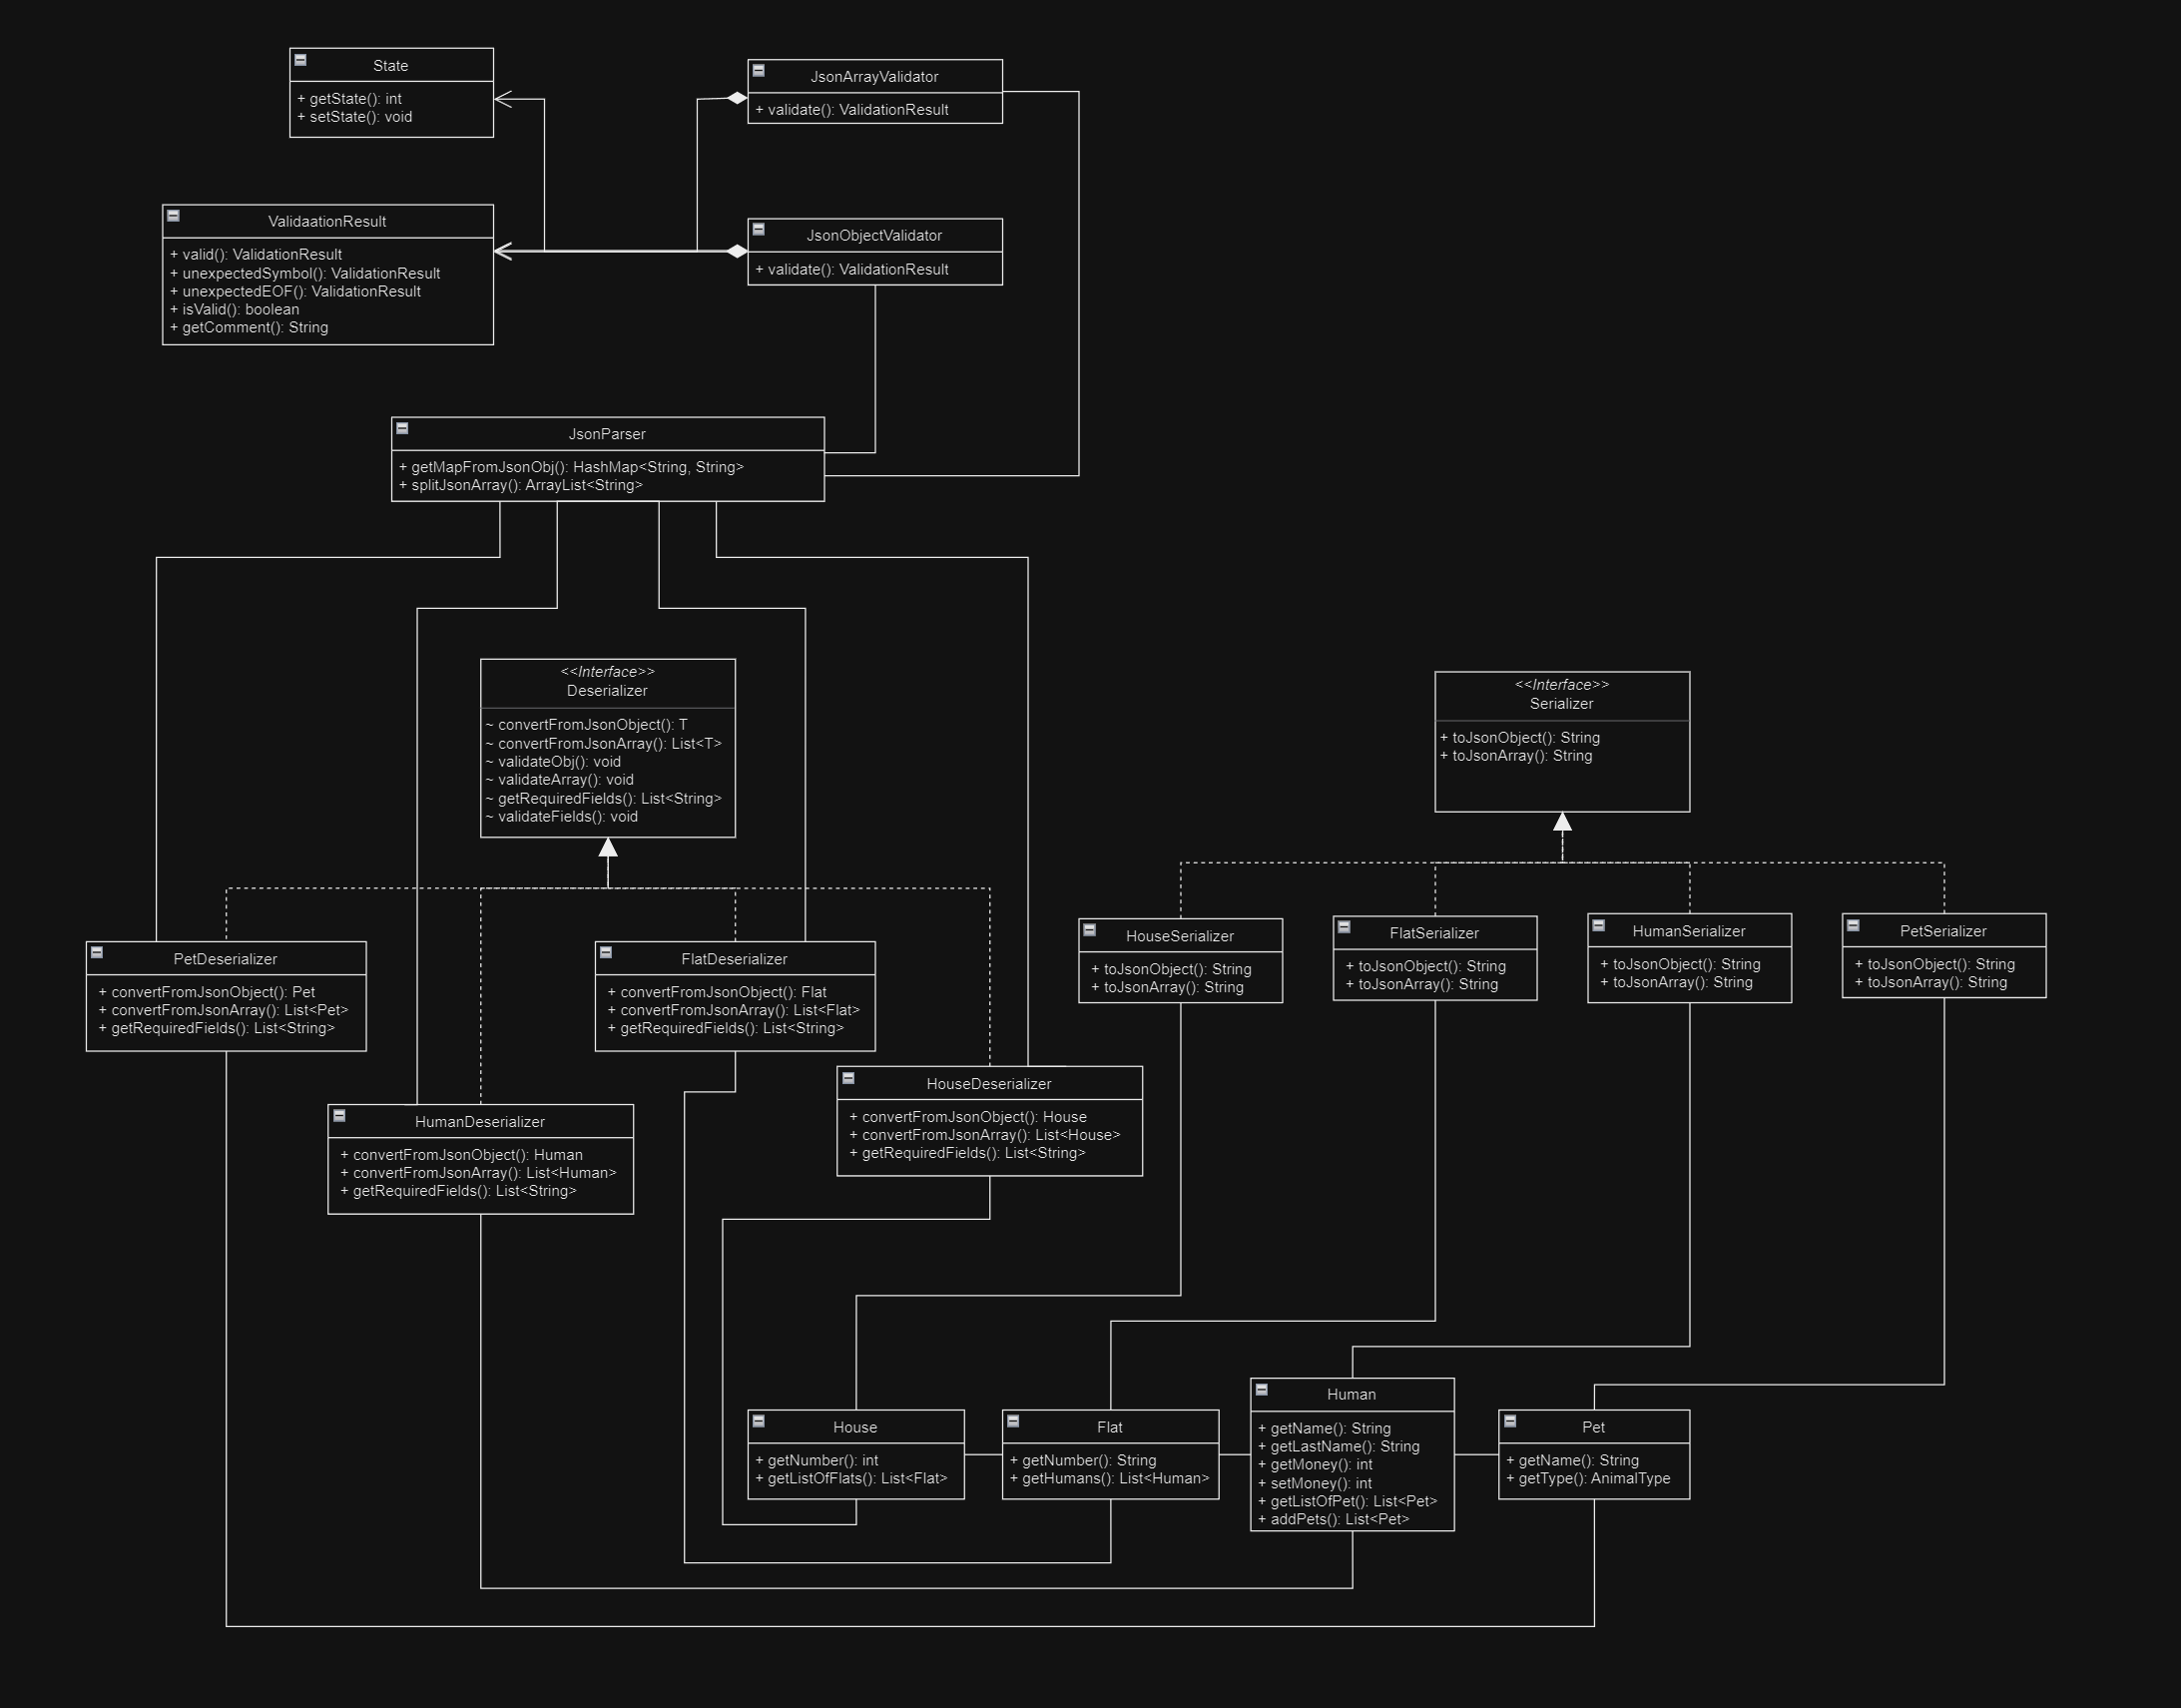 State
+ getState(): int
+ setState(): void
JsonArrayValidator
+ validate(): ValidationResult
ValidaationResult
+ valid(): ValidationResult
+ unexpectedSymbol(): ValidationResult
+ unexpectedEOF(): ValidationResult
+ isValid(): boolean
+ getComment(): String
JsonObjectValidator
+ validate(): ValidationResult
JsonParser
+ getMapFromJsonObj(): HashMap<String, String>
+ splitJsonArray(): ArrayList<String>
<<Interface>>
Deserializer
~ convertFromJsonObject(): T
~ convertFromJsonArray(): List<T>
~ validateObj(): void
~ validateArray(): void
~ getRequiredFields(): List<String>
~ validateFields(): void
<<Interface>>
Serializer
+ toJsonObject(): String
+ toJsonArray(): String
PetDeserializer
+ convertFromJsonObject(): Pet
+ convertFromJsonArray(): List<Pet>
+ getRequiredFields(): List<String>
FlatDeserializer
+ convertFromJsonObject(): Flat
+ convertFromJsonArray(): List<Flat>
+ getRequiredFields(): List<String>
HouseSerializer
+ toJsonObject(): String
+ toJsonArray(): String
FlatSerializer
+ toJsonObject(): String
+ toJsonArray(): String
HumanSerializer
+ toJsonObject(): String
+ toJsonArray(): String
PetSerializer
+ toJsonObject(): String
+ toJsonArray(): String
HumanDeserializer
+ convertFromJsonObject(): Human
+ convertFromJsonArray(): List<Human>
+ getRequiredFields(): List<String>
HouseDeserializer
+ convertFromJsonObject(): House
+ convertFromJsonArray(): List<House>
+ getRequiredFields(): List<String>
House
+ getNumber(): int
+ getListOfFlats(): List<Flat>
Flat
+ getNumber(): String
+ getHumans(): List<Human>
Human
+ getName(): String
+ getLastName(): String
+ getMoney(): int
+ setMoney(): int
+ getListOfPet(): List<Pet>
+ addPets(): List<Pet>
Pet
+ getName(): String
+ getType(): AnimalType